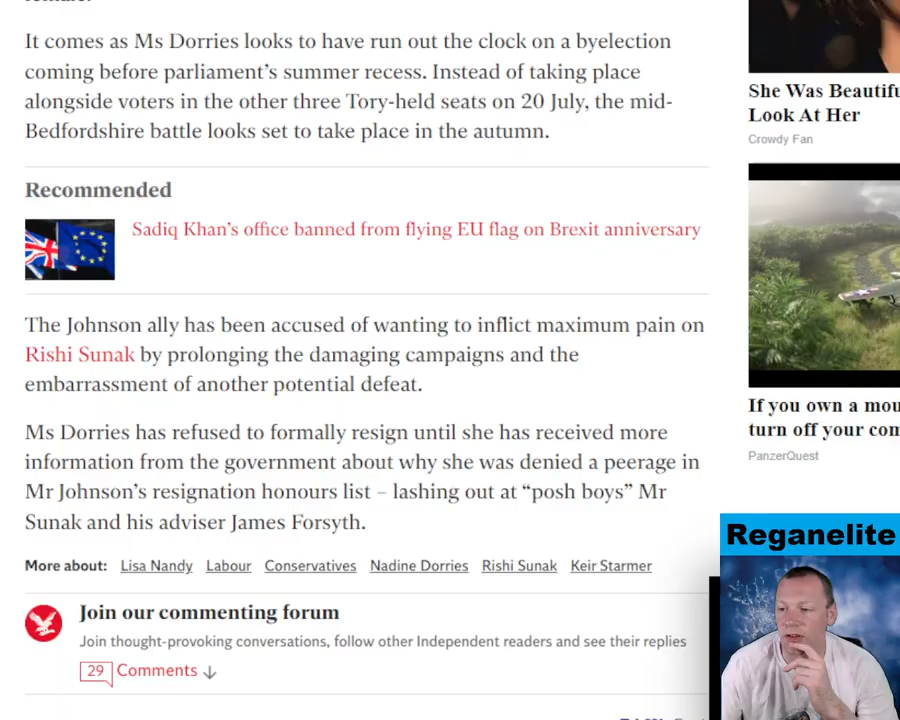 It comes as Ms Dorries looks to have run out the clock on a byelection
coming before parliament's summer recess. Instead of taking place
alongside voters in the other three Tory-held seats on 20 July, the mid-
Bedfordshire battle looks set to take place in the autumn.
Recommended
Sadiq Khan's office banned from flying EU flag on Brexit anniversary
The Johnson ally has been accused of wanting to inflict maximum pain on
Rishi Sunak by prolonging the damaging campaigns and the
embarrassment of another potential defeat.
Ms Dorries has refused to formally resign until she has received more
information from the government about why she was denied a peerage in
Mr Johnson's resignation honours list – lashing out at “posh boys” Mr
Sunak and his adviser James Forsyth.
More about: Lisa Nandy Labour Conservatives Nadine Dorries Rishi Sunak Keir Starmer
Join our commenting forum
Join thought-provoking conversations, follow other Independent readers and see their replies
29 Comments
She Was Beautifu
Look At Her
Crowdy Fan
If you own a mou
turn off your com
PanzerQuest
Reganelite